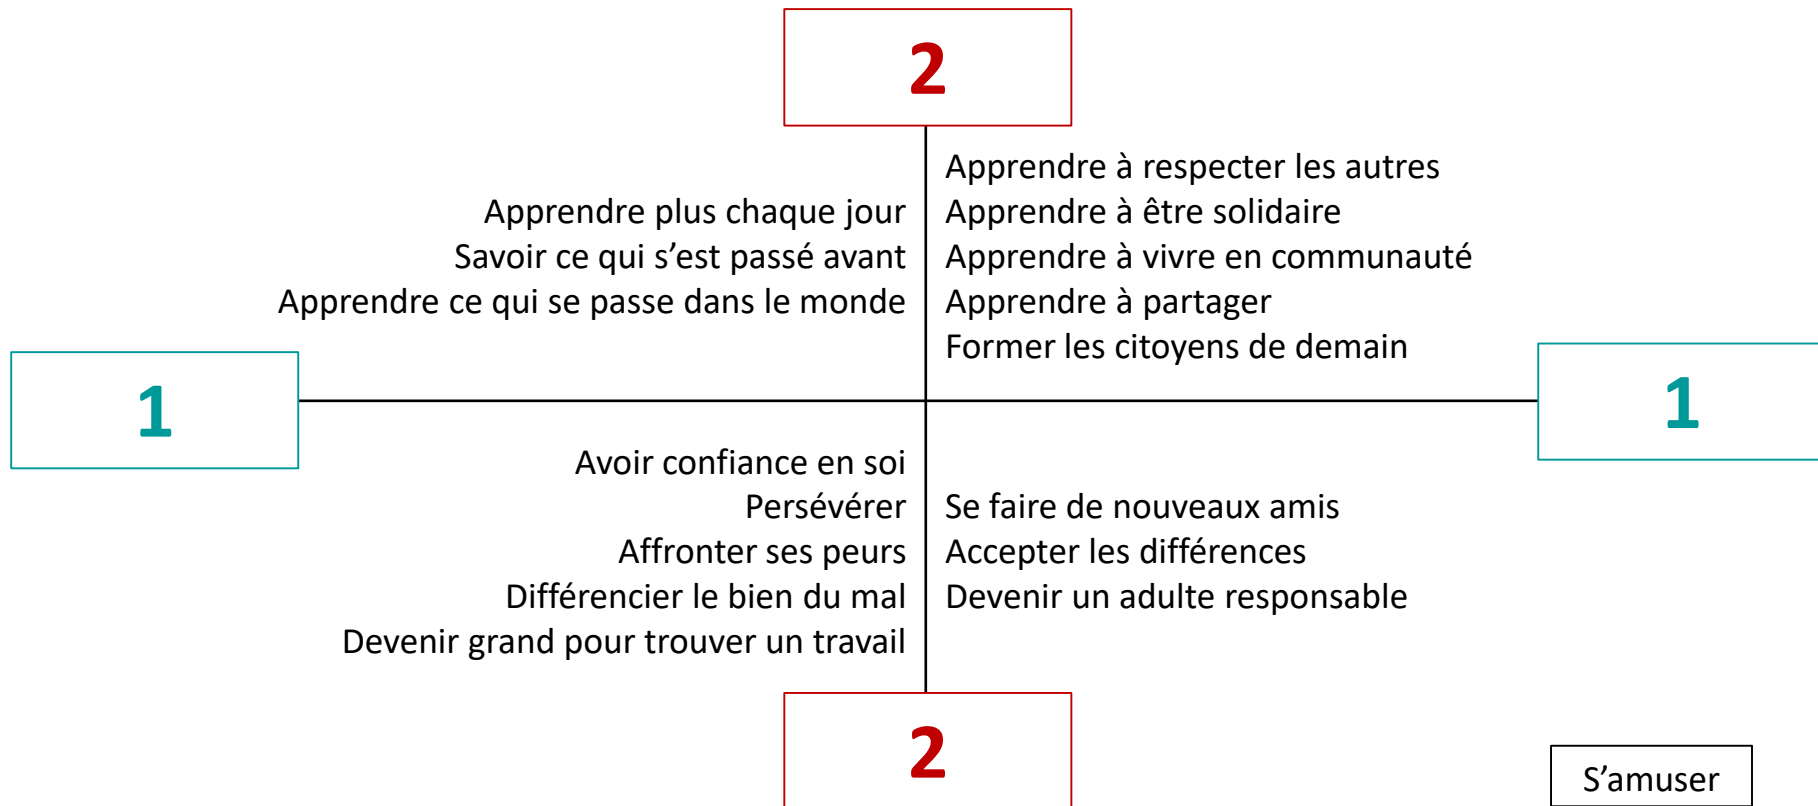 2
Apprendre plus chaque jour
Savoir ce qui s’est passé avant
Apprendre ce qui se passe dans le monde
Apprendre à respecter les autres
Apprendre à être solidaire
Apprendre à vivre en communauté
Apprendre à partager
Former les citoyens de demain
1
1
Avoir confiance en soi
Persévérer
Affronter ses peurs
Différencier le bien du mal
Devenir grand pour trouver un travail
Se faire de nouveaux amis
Accepter les différences
Devenir un adulte responsable
2
S’amuser